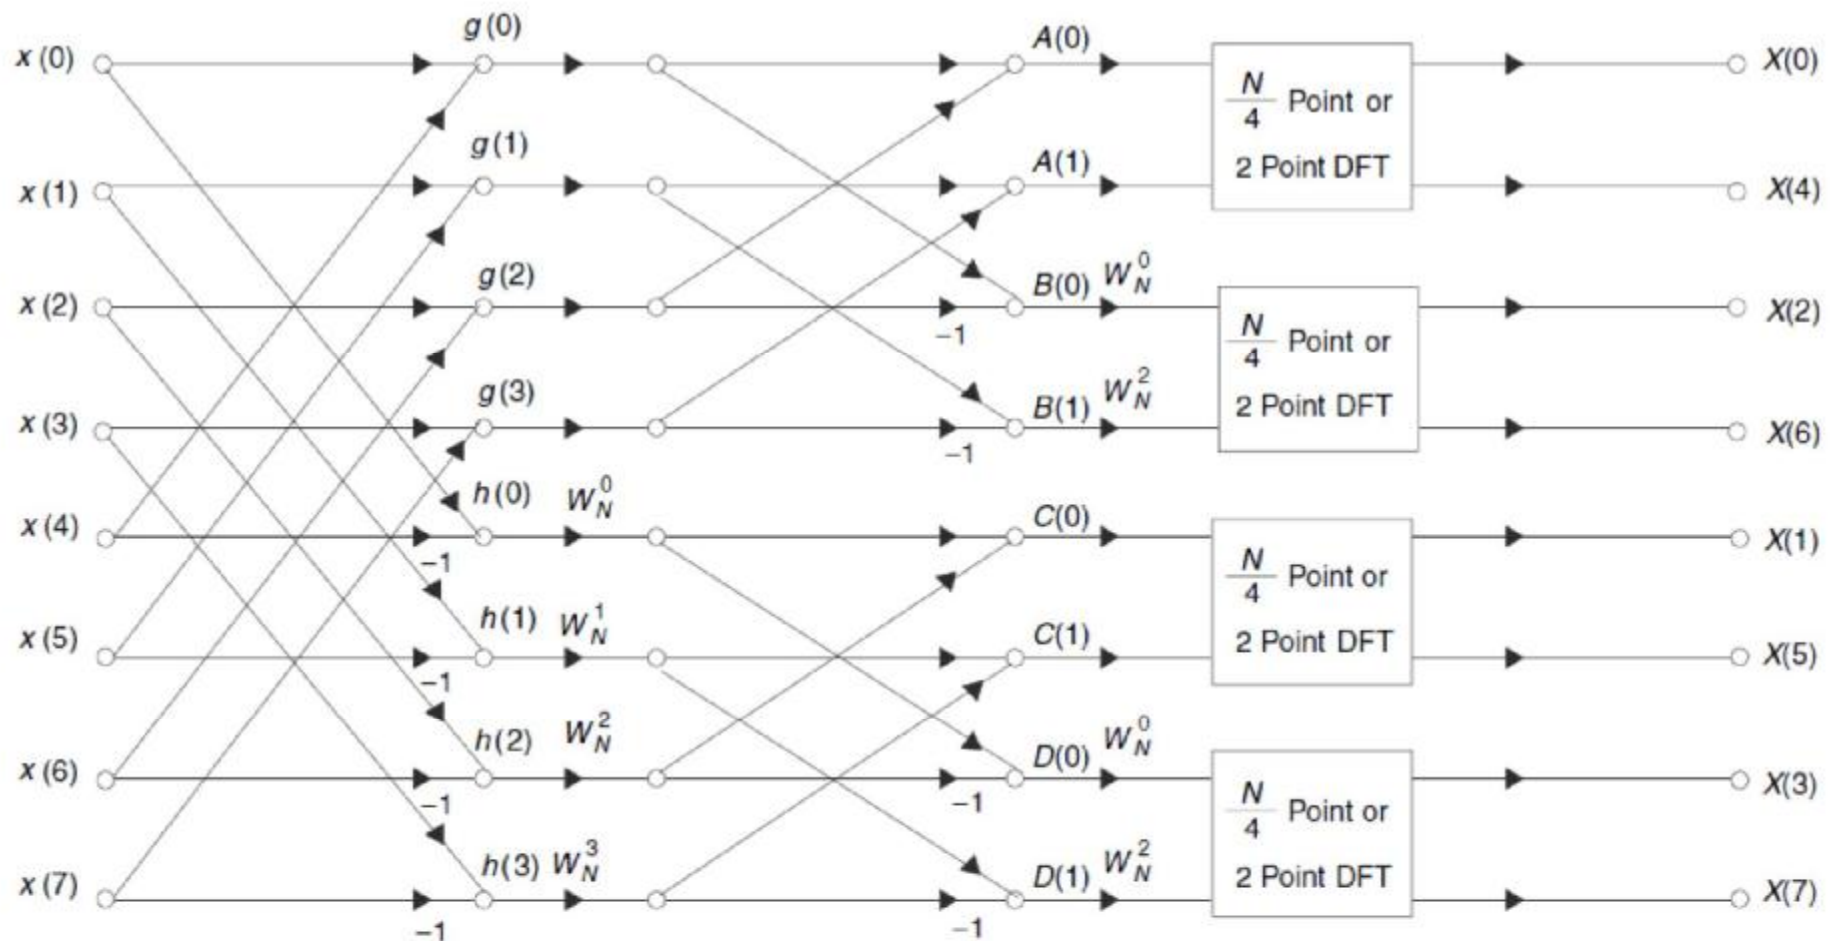 g(0)
x(0) A(0) X(0)
N/4 Point or
2 Point DFT
g(1)
x(1) A(1) X(4)
g(2)
x(2) B(0) W_N^0 X(2)
-1
N/4 Point or
2 Point DFT
g(3)
x(3) B(1) W_N^2 X(6)
-1
h(0) W_N^0
x(4) C(0) X(1)
-1
N/4 Point or
2 Point DFT
h(1) W_N^1
x(5) C(1) X(5)
-1
h(2) W_N^2
x(6) D(0) W_N^0 X(3)
-1 -1
N/4 Point or
2 Point DFT
h(3) W_N^3
x(7) D(1) W_N^2 X(7)
-1 -1